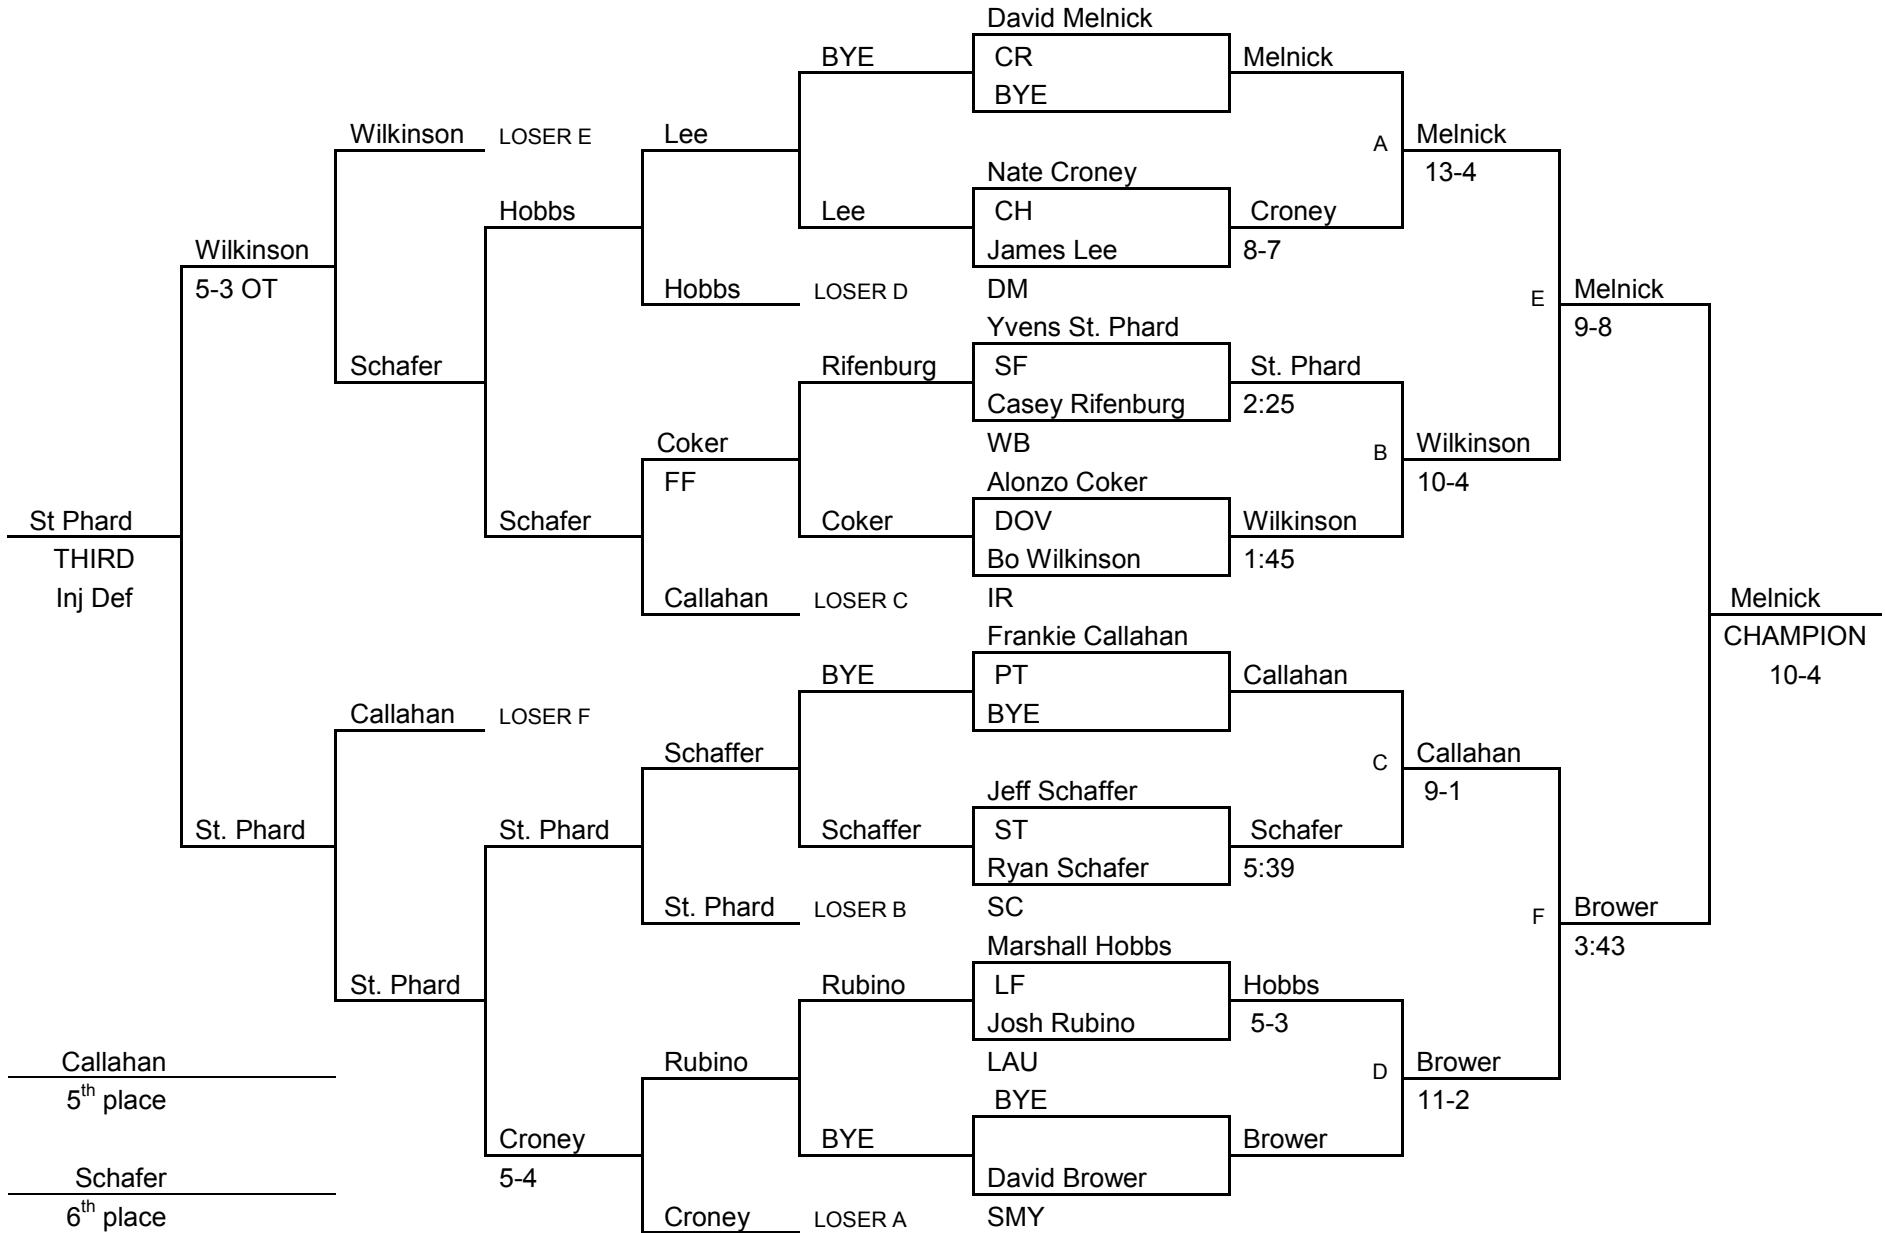 David Melnick
BYE
CR
Melnick
BYE
Wilkinson
LOSER E
Lee
A
Melnick
Nate Croney
13-4
Hobbs
Lee
CH
Croney
Wilkinson
James Lee
8-7
5-3 OT
Hobbs
LOSER D
DM
E
Melnick
Yvens St. Phard
9-8
Schafer
Rifenburg
SF
St. Phard
Casey Rifenburg
2:25
Coker
WB
B
Wilkinson
FF
Alonzo Coker
10-4
St Phard
Schafer
Coker
DOV
Wilkinson
THIRD
Bo Wilkinson
1:45
Inj Def
Callahan
LOSER C
IR
Melnick
Frankie Callahan
CHAMPION
BYE
PT
Callahan
10-4
Callahan
LOSER F
BYE
Schaffer
C
Callahan
Jeff Schaffer
9-1
St. Phard
St. Phard
Schaffer
ST
Schafer
Ryan Schafer
5:39
St. Phard
LOSER B
SC
F
Brower
Marshall Hobbs
3:43
St. Phard
Rubino
LF
Hobbs
Josh Rubino
5-3
Callahan
Rubino
LAU
D
Brower
5th place
BYE
11-2
Croney
BYE
Brower
Schafer
5-4
David Brower
6th place
Croney
LOSER A
SMY